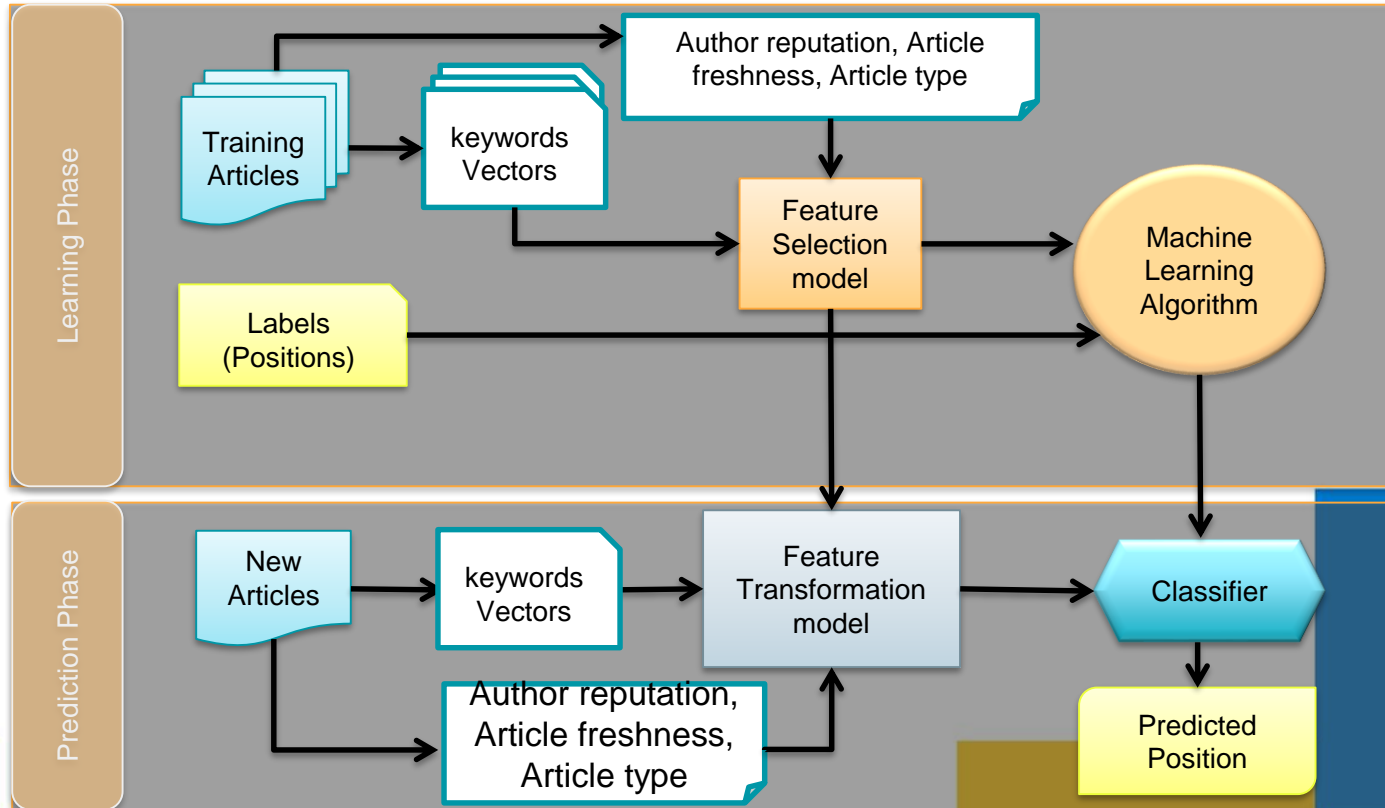 Learning Phase
Author reputation, Article
freshness, Article type
Training
Articles
keywords
Vectors
Feature
Selection
model
Machine
Learning
Algorithm
Labels
(Positions)
Prediction Phase
New
Articles
keywords
Vectors
Feature
Transformation
model
Classifier
Author reputation,
Article freshness,
Article type
Predicted
Position